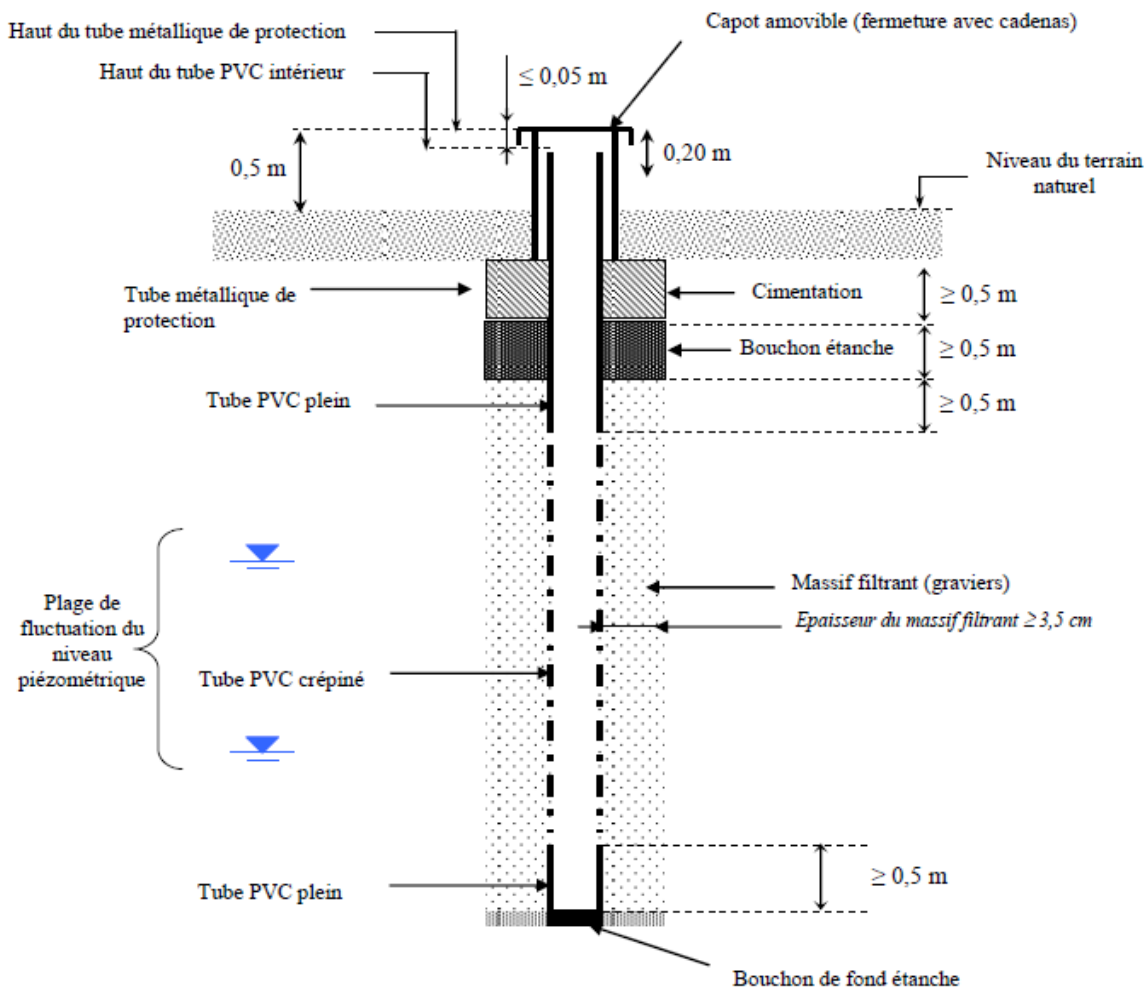 Haut du tube métallique de protection
Capot amovible (fermeture avec cadenas)
Haut du tube PVC intérieur
≤ 0,05 m
0,5 m
0,20 m
Niveau du terrain
naturel
Tube métallique de
protection
Cimentation
≥ 0,5 m
Bouchon étanche
≥ 0,5 m
Tube PVC plein
≥ 0,5 m
Plage de
fluctuation du
niveau
piézométrique
Massif filtrant (graviers)
Epaisseur du massif filtrant ≥ 3,5 cm
Tube PVC crépiné
Tube PVC plein
≥ 0,5 m
Bouchon de fond étanche